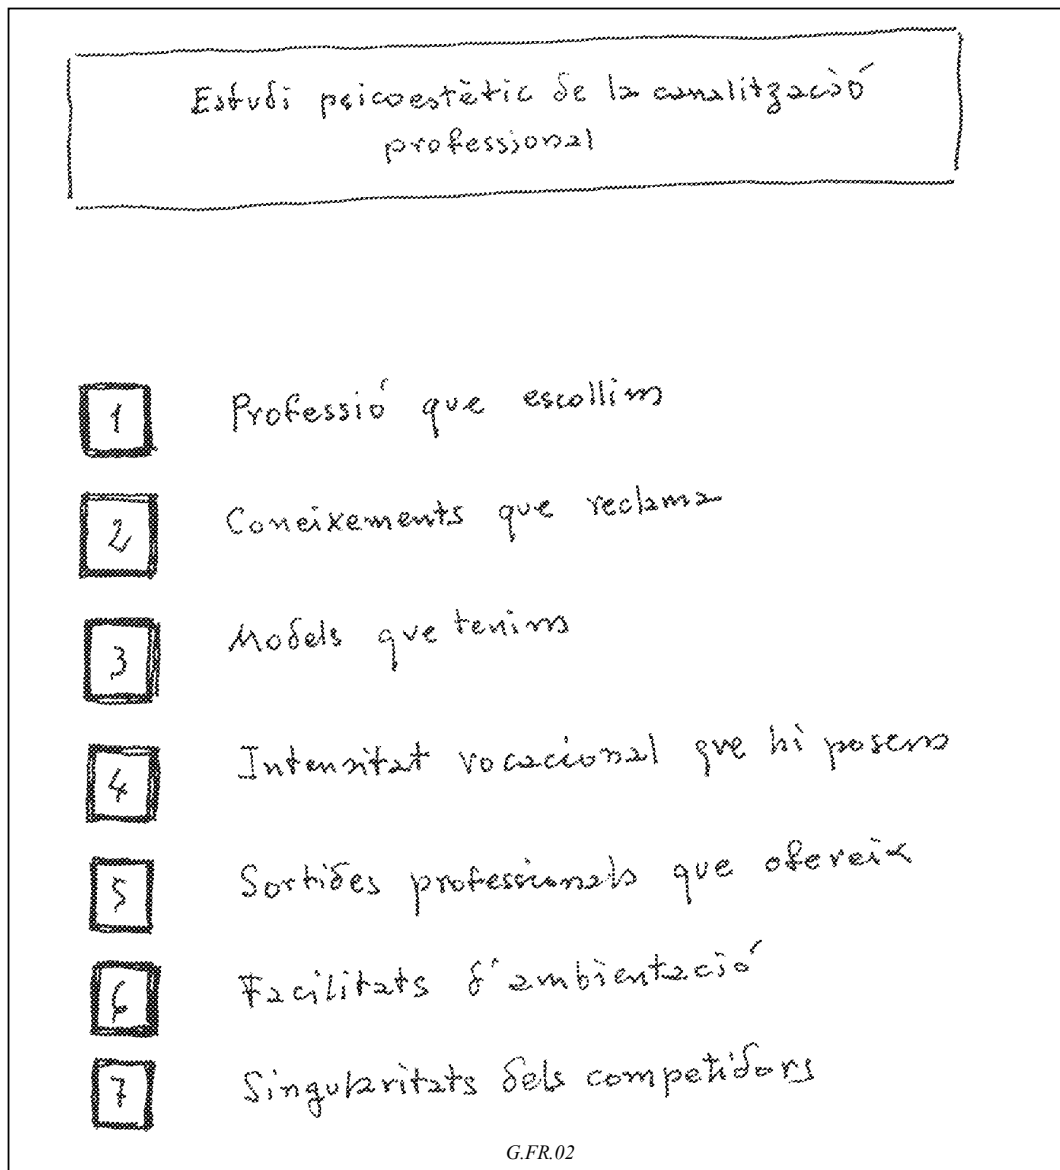 Estudi psicoestètic de la canalització
professional
1 Professió que escollim
2 Coneixements que reclama
3 Models que tenim
4 Intensitat vocacional que hi posem
5 Sortides professionals que ofereix
6 Facilitats d'ambientació
7 Singularitats dels competidors
G.FR.02